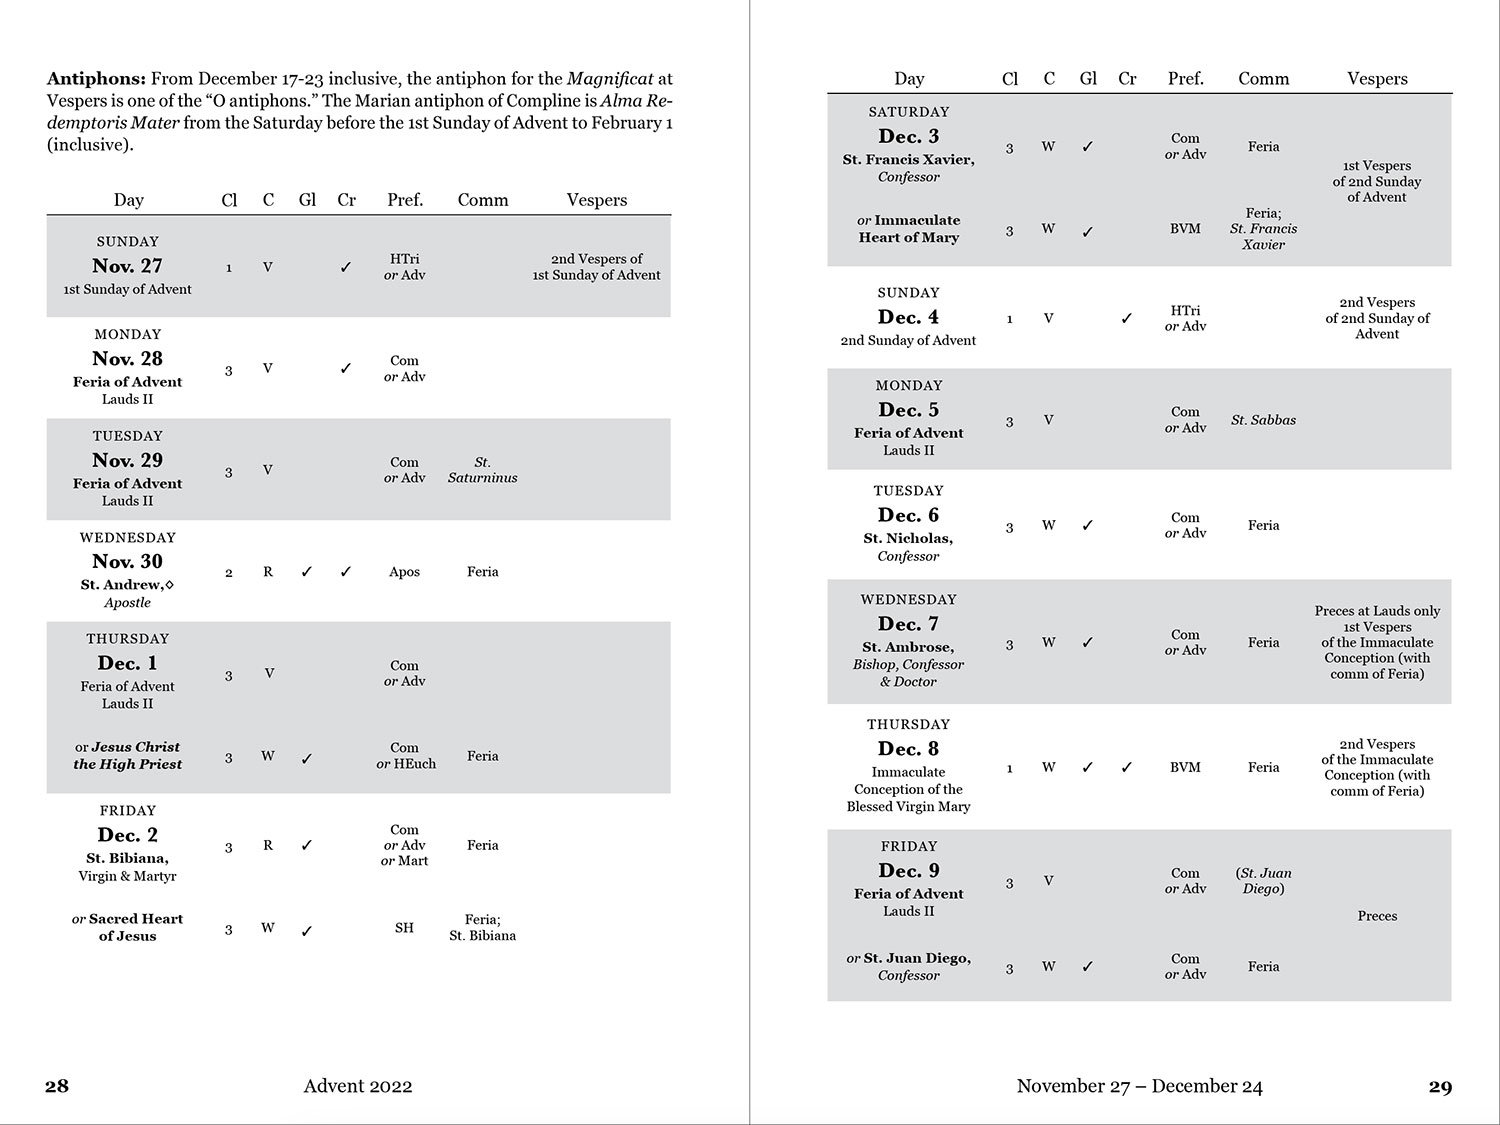 Antiphons: From December 17-23 inclusive, the antiphon for the Magnificat at
Vespers is one of the “O antiphons.” The Marian antiphon of Compline is Alma Re-
demptoris Mater from the Saturday before the 1st Sunday of Advent to February 1
(inclusive).
Day Cl C Gl Cr Pref. Comm Vespers
SUNDAY
Nov. 27
1st Sunday of Advent
1 V ✓
HTri
or Adv
2nd Vespers of
1st Sunday of Advent
MONDAY
Nov. 28
Feria of Advent
Lauds II
3 V ✓
Com
or Adv
TUESDAY
Nov. 29
Feria of Advent
Lauds II
3 V
Com
or Adv
St.
Saturninus
WEDNESDAY
Nov. 30
St. Andrew,◊
Apostle
2 R ✓ ✓ Apos Feria
THURSDAY
Dec. 1
Feria of Advent
Lauds II
3 V
Com
or Adv
or Jesus Christ
the High Priest
3 W ✓
Com
or HEuch
Feria
FRIDAY
Dec. 2
St. Bibiana,
Virgin & Martyr
3 R ✓
Com
or Adv
or Mart
Feria
or Sacred Heart
of Jesus
3 W ✓ SH
Feria;
St. Bibiana
28 Advent 2022
Day Cl C Gl Cr Pref. Comm Vespers
SATURDAY
Dec. 3
St. Francis Xavier,
Confessor
3 W ✓
Com
or Adv
Feria
1st Vespers
of 2nd Sunday
of Advent
or Immaculate
Heart of Mary
3 W ✓ BVM
Feria;
St. Francis
Xavier
SUNDAY
Dec. 4
2nd Sunday of Advent
1 V ✓
HTri
or Adv
2nd Vespers
of 2nd Sunday of
Advent
MONDAY
Dec. 5
Feria of Advent
Lauds II
3 V
Com
or Adv
St. Sabbas
TUESDAY
Dec. 6
St. Nicholas,
Confessor
3 W ✓
Com
or Adv
Feria
WEDNESDAY
Dec. 7
St. Ambrose,
Bishop, Confessor
& Doctor
3 W ✓
Com
or Adv
Feria
Preces at Lauds only
1st Vespers
of the Immaculate
Conception (with
comm of Feria)
THURSDAY
Dec. 8
Immaculate
Conception of the
Blessed Virgin Mary
1 W ✓ ✓ BVM Feria
2nd Vespers
of the Immaculate
Conception (with
comm of Feria)
FRIDAY
Dec. 9
Feria of Advent
Lauds II
3 V
Com
or Adv
(St. Juan
Diego)
Preces
or St. Juan Diego,
Confessor
3 W ✓
Com
or Adv
Feria
November 27 – December 24 29